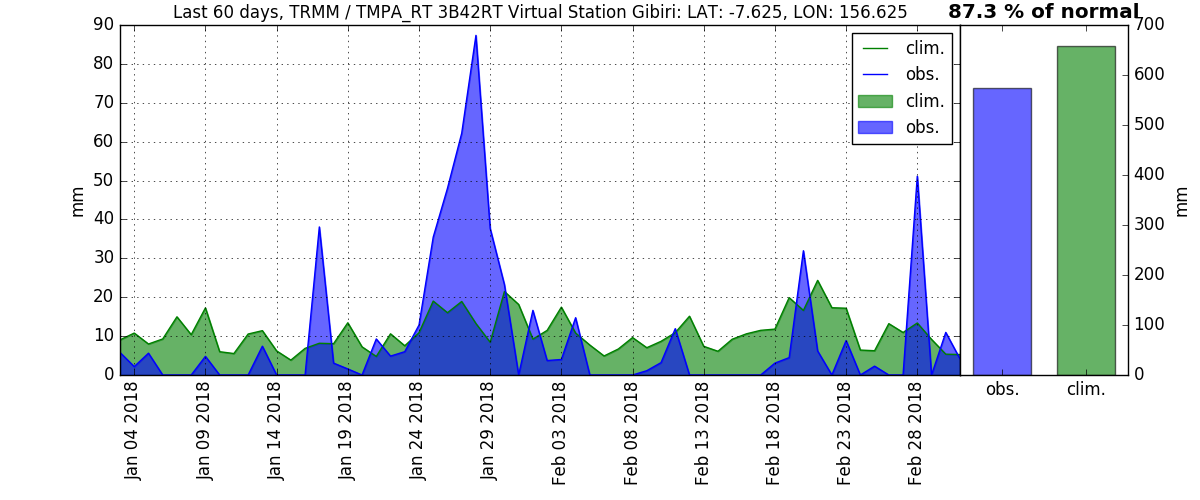 Last 60 days, TRMM / TMPA_RT 3B42RT Virtual Station Gibiri: LAT: -7.625, LON: 156.625
87.3 % of normal
90
80
70
60
50
40
30
20
10
0
mm
clim.
obs.
clim.
obs.
Jan 04 2018
Jan 09 2018
Jan 14 2018
Jan 19 2018
Jan 24 2018
Jan 29 2018
Feb 03 2018
Feb 08 2018
Feb 13 2018
Feb 18 2018
Feb 23 2018
Feb 28 2018
700
600
500
400
300
200
100
0
mm
obs.
clim.